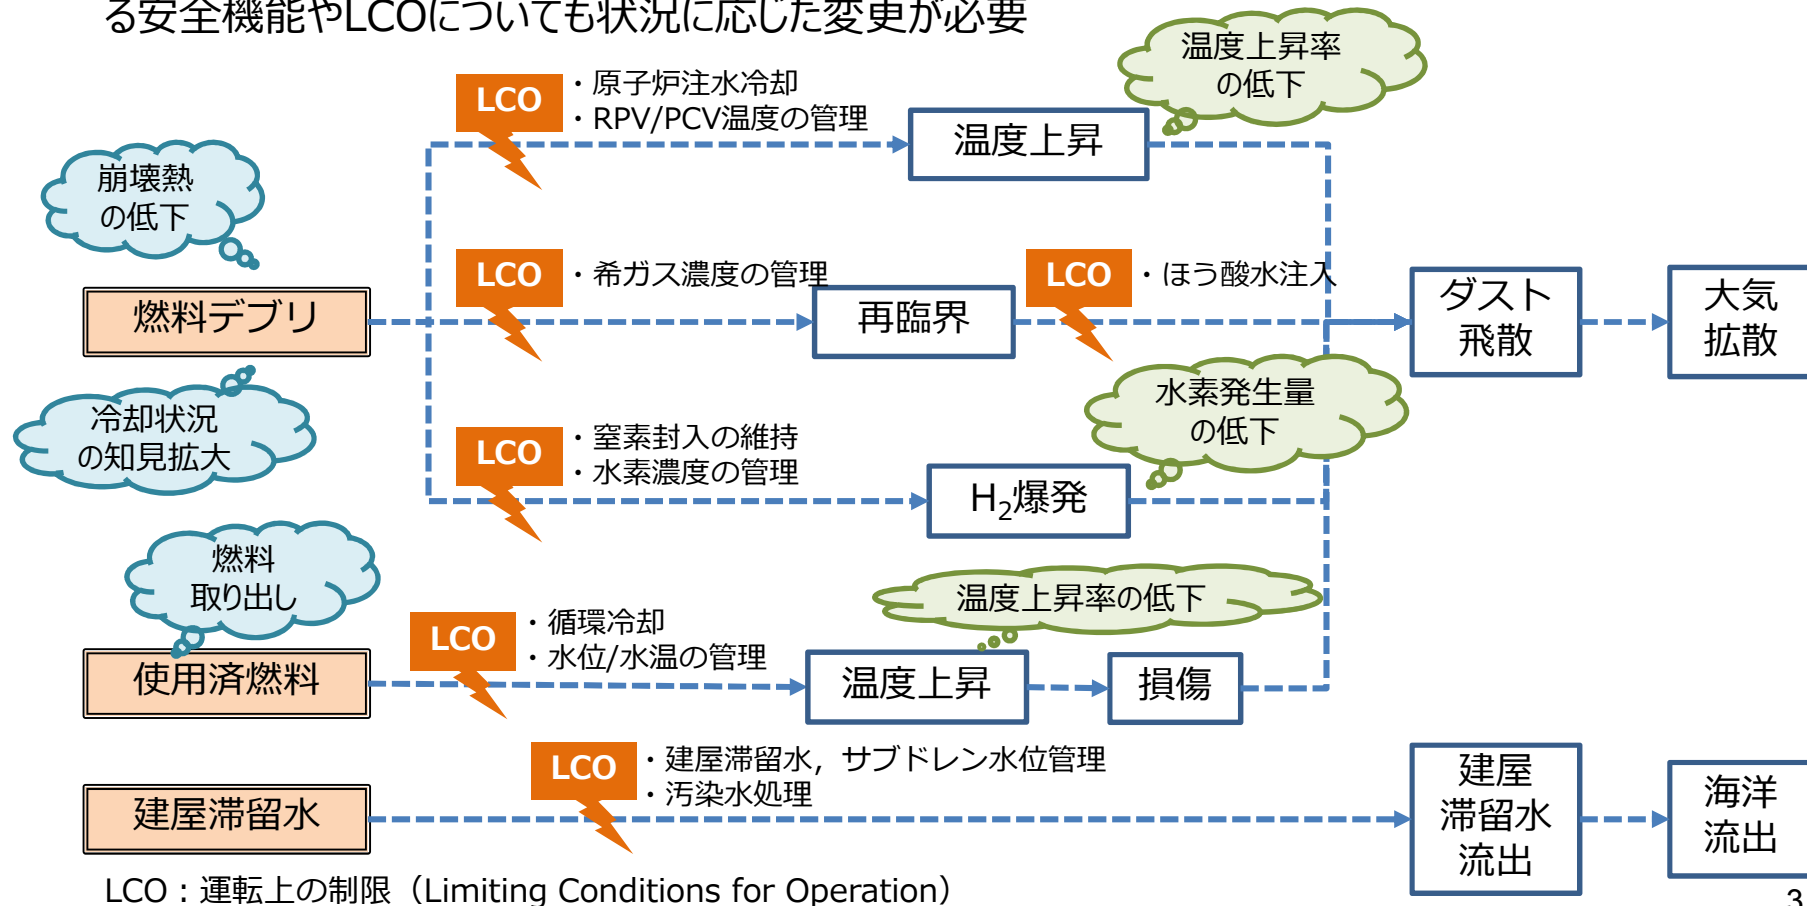 る安全機能やLCOについても状況に応じた変更が必要
温度上昇率
の低下
LCO
・原子炉注水冷却
・RPV/PCV温度の管理
温度上昇
崩壊熱
の低下
LCO
・希ガス濃度の管理
LCO
・ほう酸水注入
燃料デブリ
再臨界
ダスト
飛散
大気
拡散
水素発生量
の低下
冷却状況
の知見拡大
LCO
・窒素封入の維持
・水素濃度の管理
H₂爆発
燃料
取り出し
温度上昇率の低下
LCO
・循環冷却
・水位/水温の管理
使用済燃料
温度上昇
損傷
LCO
・建屋滞留水，サブドレン水位管理
・汚染水処理
建屋滞留水
建屋
滞留水
流出
海洋
流出
LCO：運転上の制限（Limiting Conditions for Operation）
3